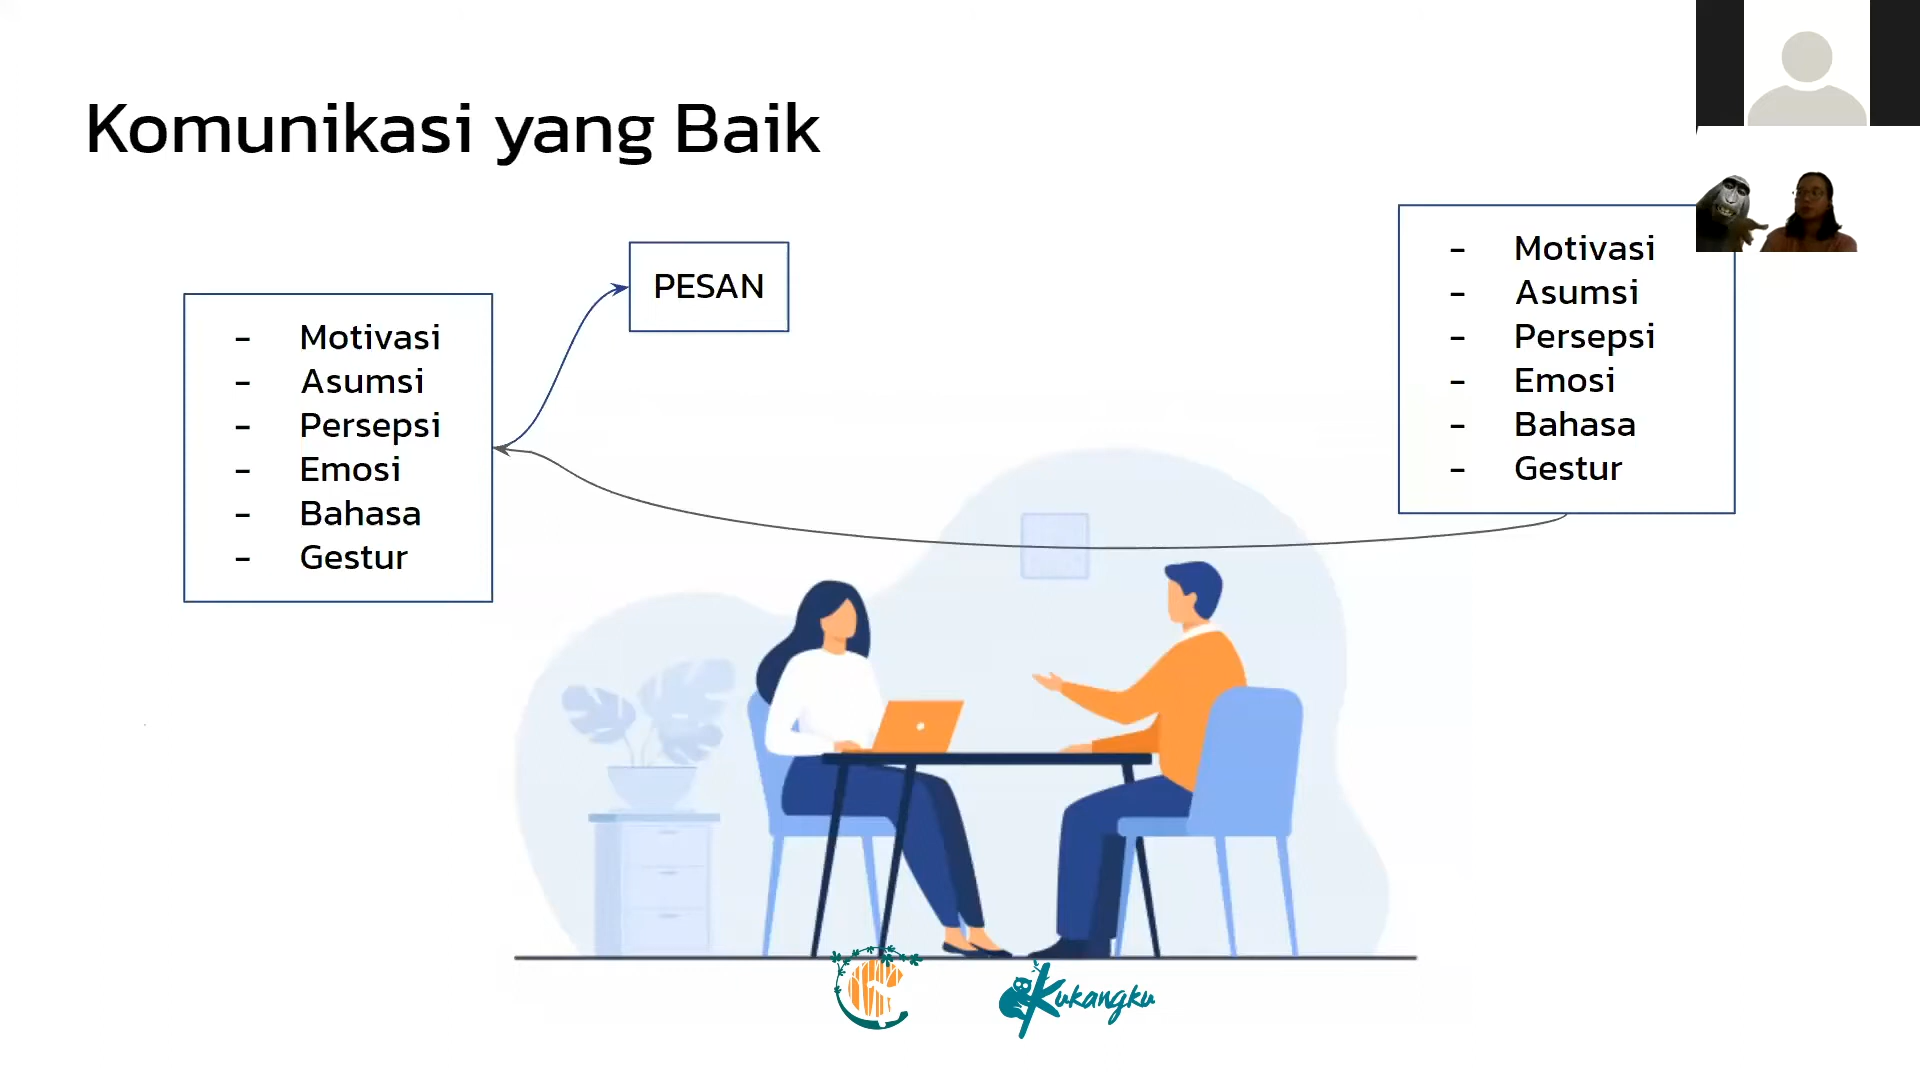 Komunikasi yang Baik
PESAN
- Motivasi
- Asumsi
- Persepsi
- Emosi
- Bahasa
- Gestur
- Motivasi
- Asumsi
- Persepsi
- Emosi
- Bahasa
- Gestur
Kukangku